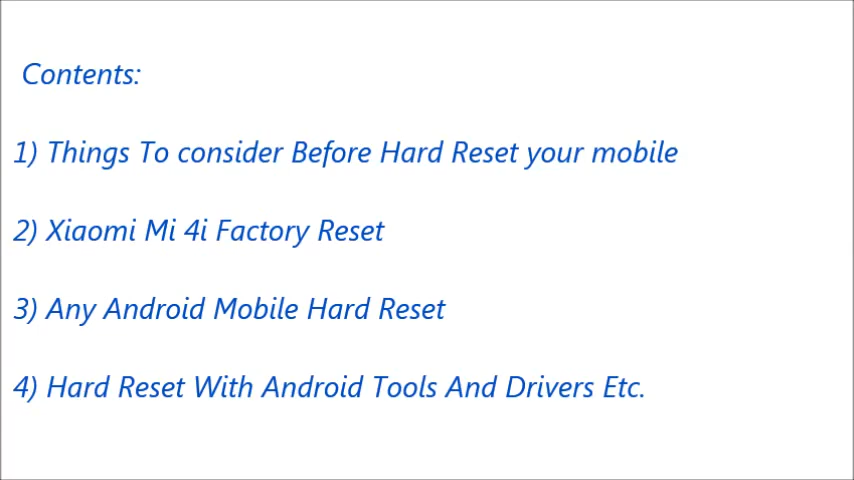 Contents:
1) Things To consider Before Hard Reset your mobile
2) Xiaomi Mi 4i Factory Reset
3) Any Android Mobile Hard Reset
4) Hard Reset With Android Tools And Drivers Etc.